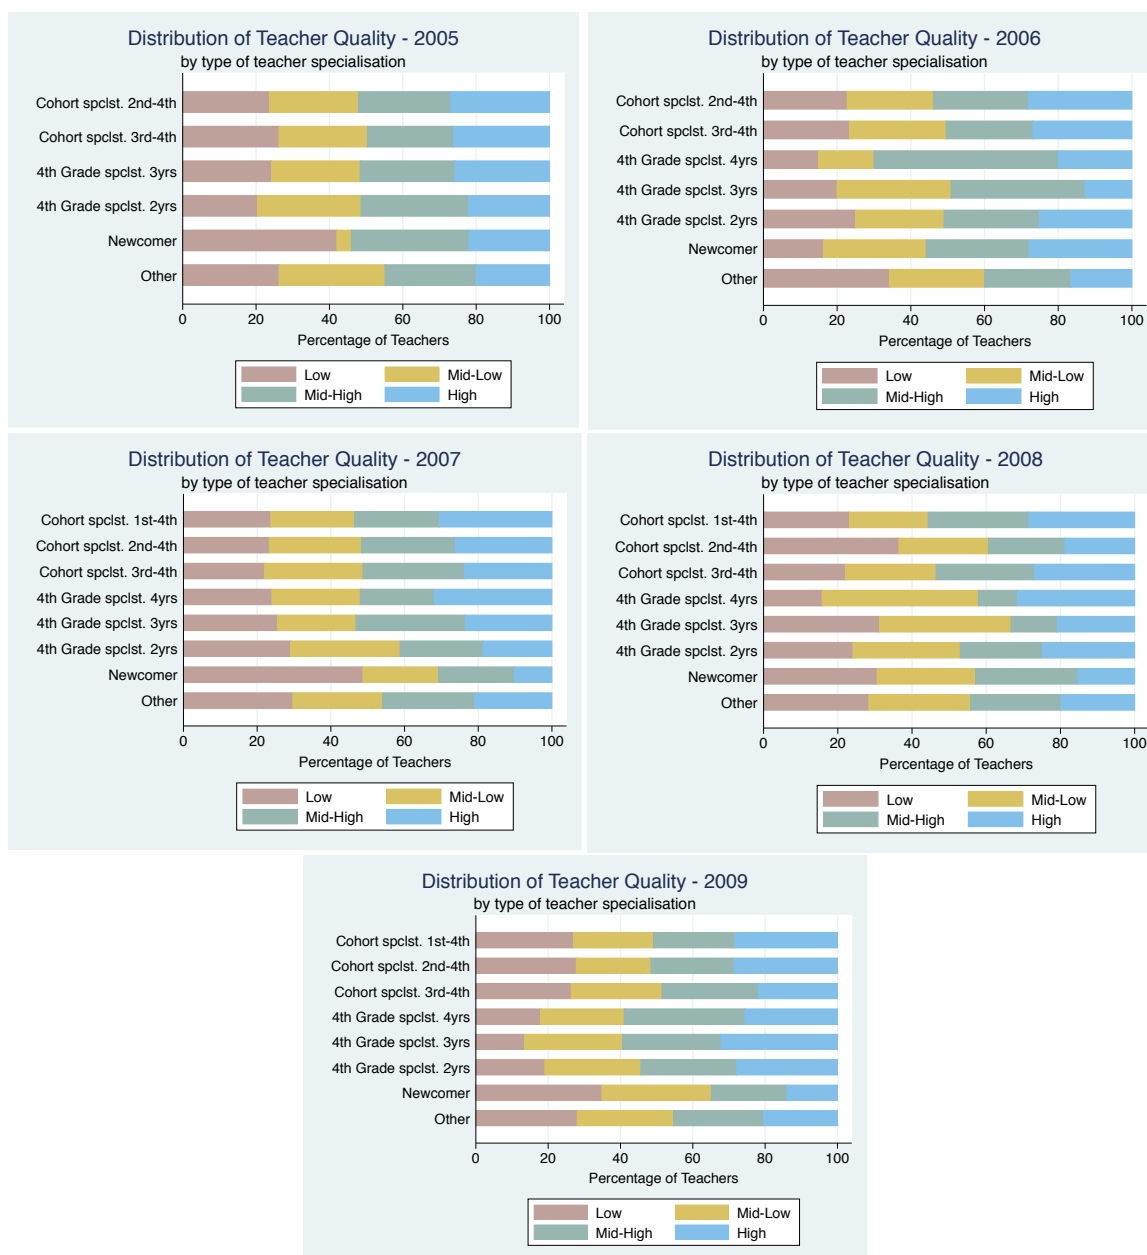 Distribution of Teacher Quality - 2005
by type of teacher specialisation
Cohort spclst. 2nd-4th
Cohort spclst. 3rd-4th
4th Grade spclst. 3yrs
4th Grade spclst. 2yrs
Newcomer
Other
0 20 40 60 80 100
Percentage of Teachers
Low Mid-Low
Mid-High High
Distribution of Teacher Quality - 2006
by type of teacher specialisation
Cohort spclst. 2nd-4th
Cohort spclst. 3rd-4th
4th Grade spclst. 4yrs
4th Grade spclst. 3yrs
4th Grade spclst. 2yrs
Newcomer
Other
0 20 40 60 80 100
Percentage of Teachers
Low Mid-Low
Mid-High High
Distribution of Teacher Quality - 2007
by type of teacher specialisation
Cohort spclst. 1st-4th
Cohort spclst. 2nd-4th
Cohort spclst. 3rd-4th
4th Grade spclst. 4yrs
4th Grade spclst. 3yrs
4th Grade spclst. 2yrs
Newcomer
Other
0 20 40 60 80 100
Percentage of Teachers
Low Mid-Low
Mid-High High
Distribution of Teacher Quality - 2008
by type of teacher specialisation
Cohort spclst. 1st-4th
Cohort spclst. 2nd-4th
Cohort spclst. 3rd-4th
4th Grade spclst. 4yrs
4th Grade spclst. 3yrs
4th Grade spclst. 2yrs
Newcomer
Other
0 20 40 60 80 100
Percentage of Teachers
Low Mid-Low
Mid-High High
Distribution of Teacher Quality - 2009
by type of teacher specialisation
Cohort spclst. 1st-4th
Cohort spclst. 2nd-4th
Cohort spclst. 3rd-4th
4th Grade spclst. 4yrs
4th Grade spclst. 3yrs
4th Grade spclst. 2yrs
Newcomer
Other
0 20 40 60 80 100
Percentage of Teachers
Low Mid-Low
Mid-High High